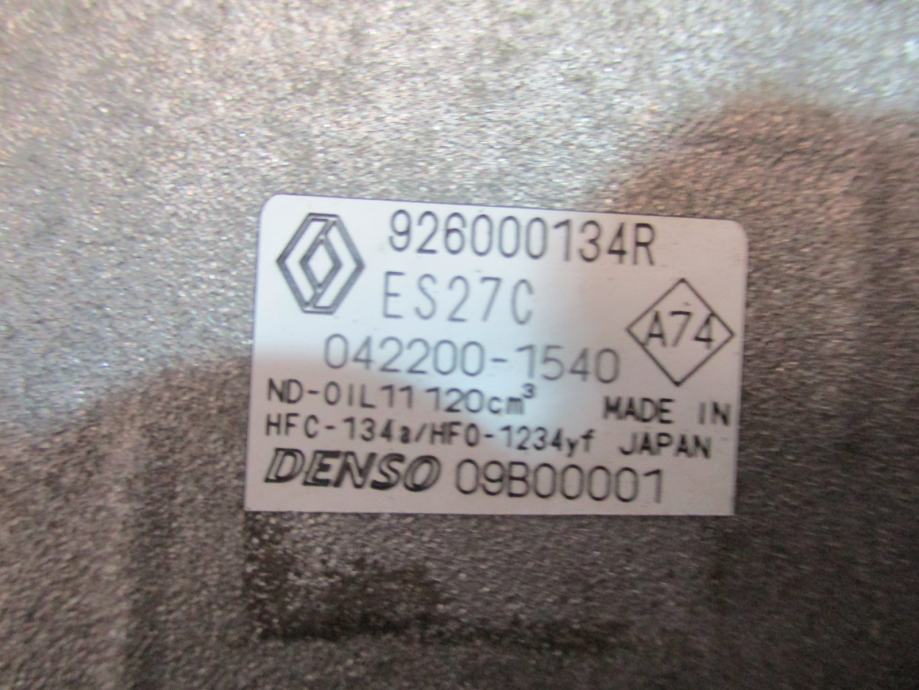 926000134R
ES27C
A74
042200-1540
ND-OIL11 120cm³
MADE IN
HFC-134a/HFO-1234yf JAPAN
DENSO 09B00001